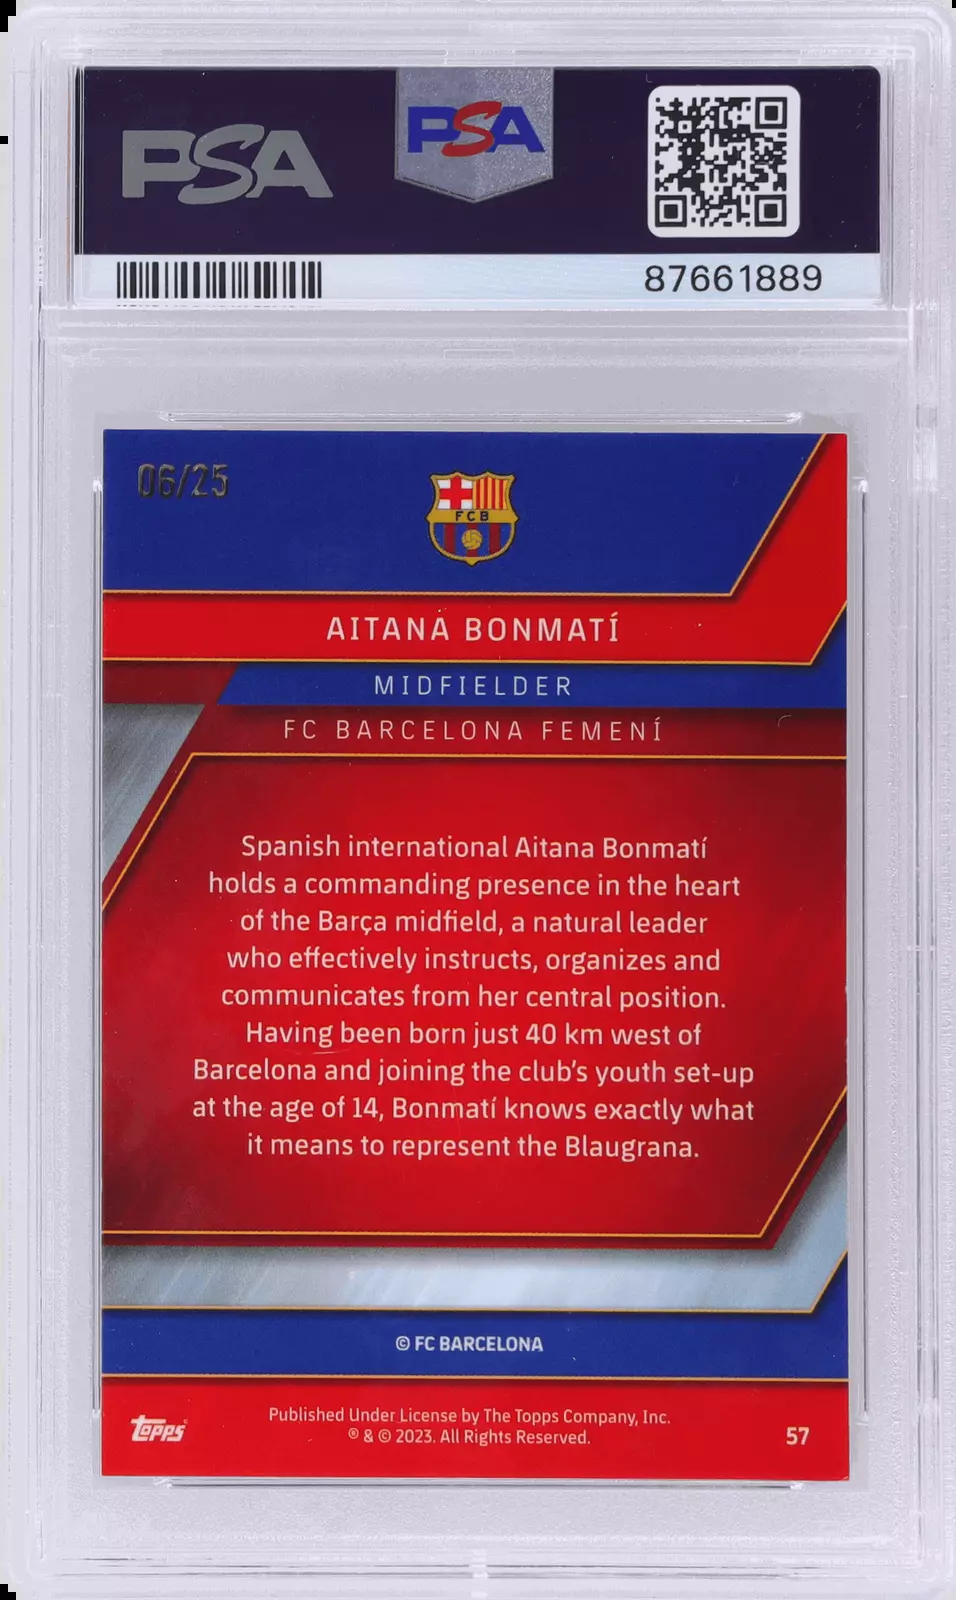 PSA
PSA
87661889
06/25
FCB
AITANA BONMATÍ
MIDFIELDER
FC BARCELONA FEMENÍ
Spanish international Aitana Bonmatí
holds a commanding presence in the heart
of the Barça midfield, a natural leader
who effectively instructs, organizes and
communicates from her central position.
Having been born just 40 km west of
Barcelona and joining the club's youth set-up
at the age of 14, Bonmatí knows exactly what
it means to represent the Blaugrana.
© FC BARCELONA
Topps
Published Under License by The Topps Company, Inc.
® & © 2023. All Rights Reserved.
57